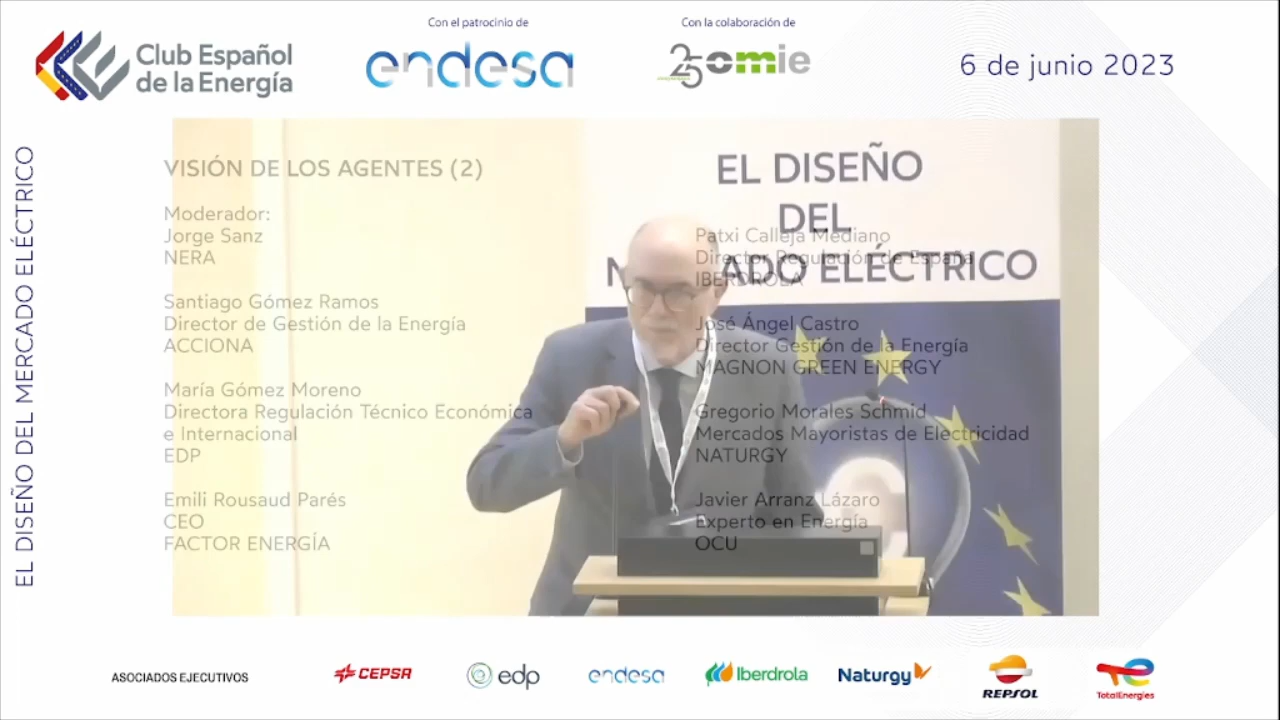 Con el patrocinio de
Con la colaboración de
Club Español
de la Energía
endesa
25 omie
6 de junio 2023
EL DISEÑO DEL MERCADO ELÉCTRICO
VISIÓN DE LOS AGENTES (2)
Moderador:
Jorge Sanz
NERA
Santiago Gómez Ramos
Director de Gestión de la Energía
ACCIONA
María Gómez Moreno
Directora Regulación Técnico Económica
e Internacional
EDP
Emili Rousaud Parés
CEO
FACTOR ENERGÍA
EL DISEÑO
DEL
MERCADO ELÉCTRICO
Patxi Calleja Mediano
Director Regulación de España
IBERDROLA
José Ángel Castro
Director Gestión de la Energía
MAGNON GREEN ENERGY
Gregorio Morales Schmid
Mercados Mayoristas de Electricidad
NATURGY
Javier Arranz Lázaro
Experto en Energía
OCU
ASOCIADOS EJECUTIVOS
CEPSA
edp
endesa
Iberdrola
Naturgy
REPSOL
TotalEnergies